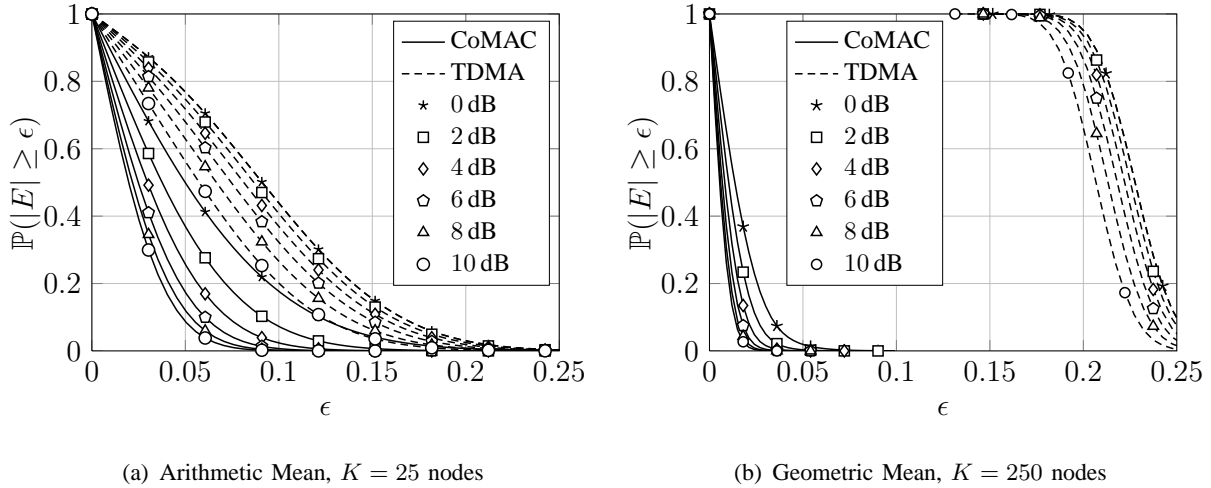 1
0.8
0.6
0.4
0.2
0
0
0.05
0.1
0.15
0.2
0.25
ℙ(|E| ≥ ϵ)
ϵ
CoMAC
TDMA
0 dB
2 dB
4 dB
6 dB
8 dB
10 dB
(a) Arithmetic Mean, K = 25 nodes
1
0.8
0.6
0.4
0.2
0
0
0.05
0.1
0.15
0.2
0.25
ℙ(|E| ≥ ϵ)
ϵ
CoMAC
TDMA
0 dB
2 dB
4 dB
6 dB
8 dB
10 dB
(b) Geometric Mean, K = 250 nodes